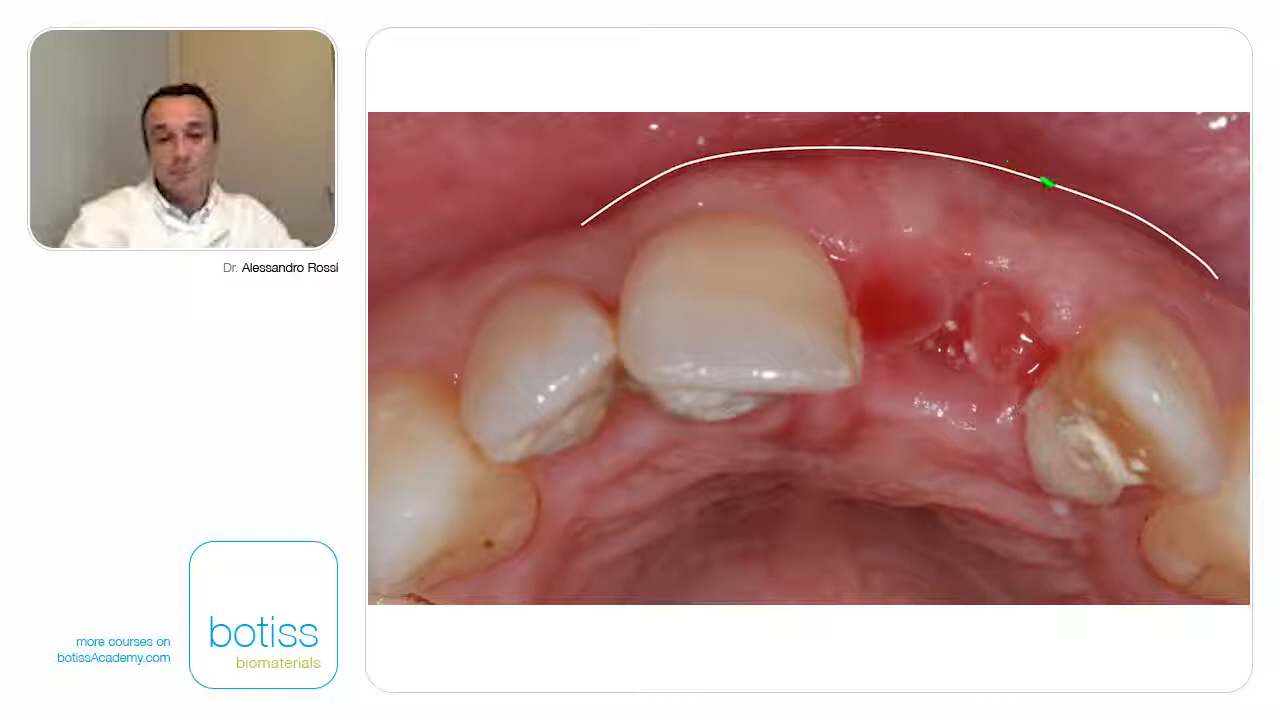 Dr. Alessandro Rossi
more courses on
botissAcademy.com
botiss
biomaterials